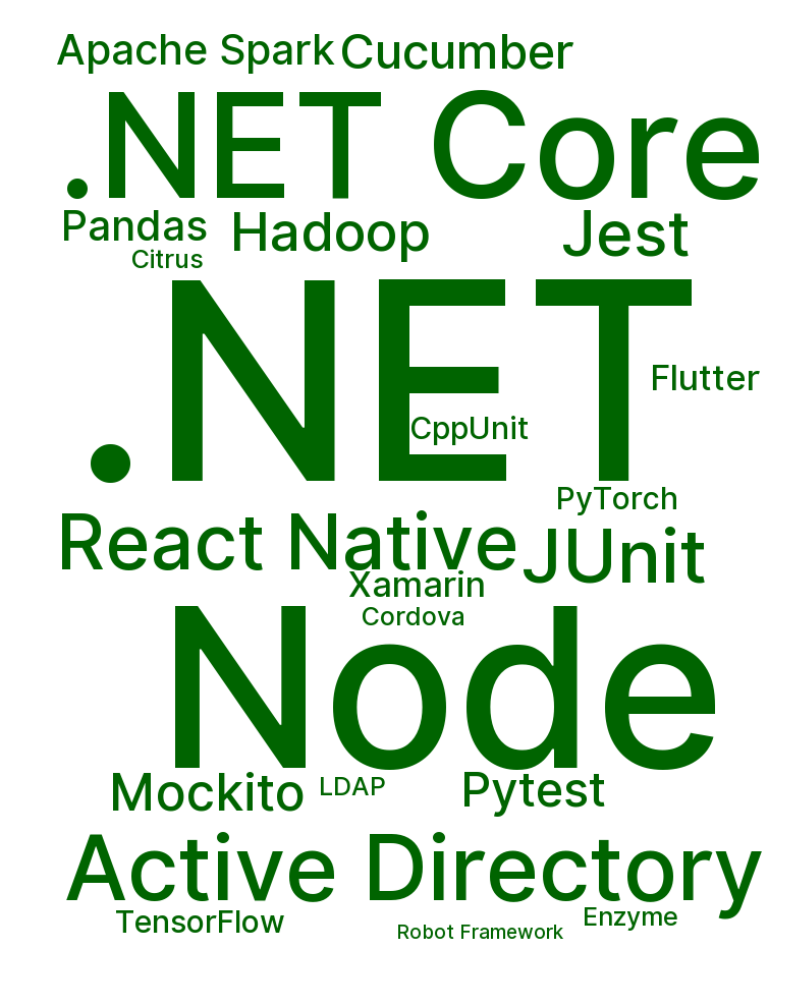 Apache Spark Cucumber
.NET Core
Pandas Hadoop Jest
Citrus
.NET
Flutter
CppUnit
PyTorch
React Native JUnit
Xamarin
Cordova
Node
Mockito LDAP Pytest
Active Directory
TensorFlow Robot Framework Enzyme